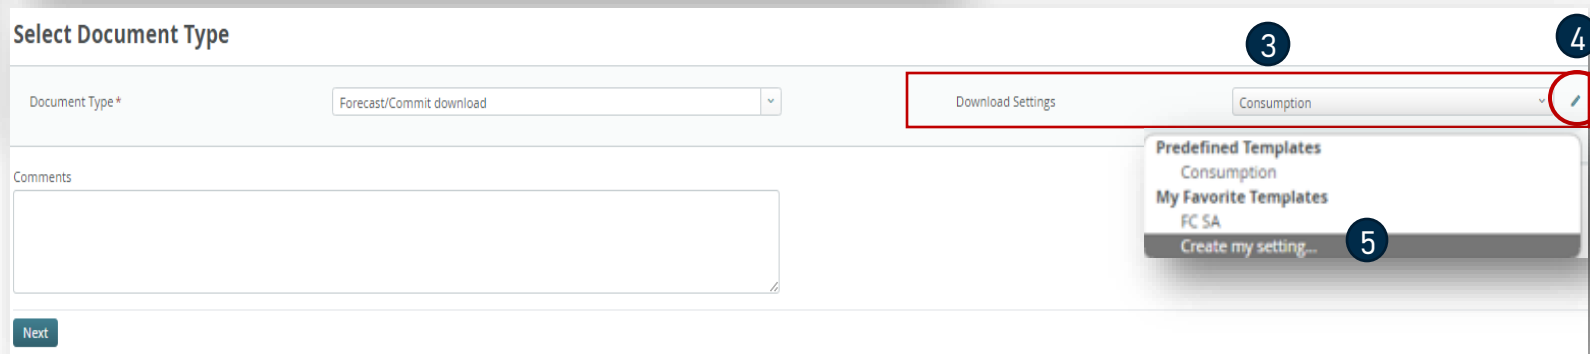 Select Document Type
3
4
Document Type *
Forecast/Commit download
Download Settings
Consumption
Predefined Templates
Consumption
My Favorite Templates
FC SA
Create my setting...
5
Comments
Next